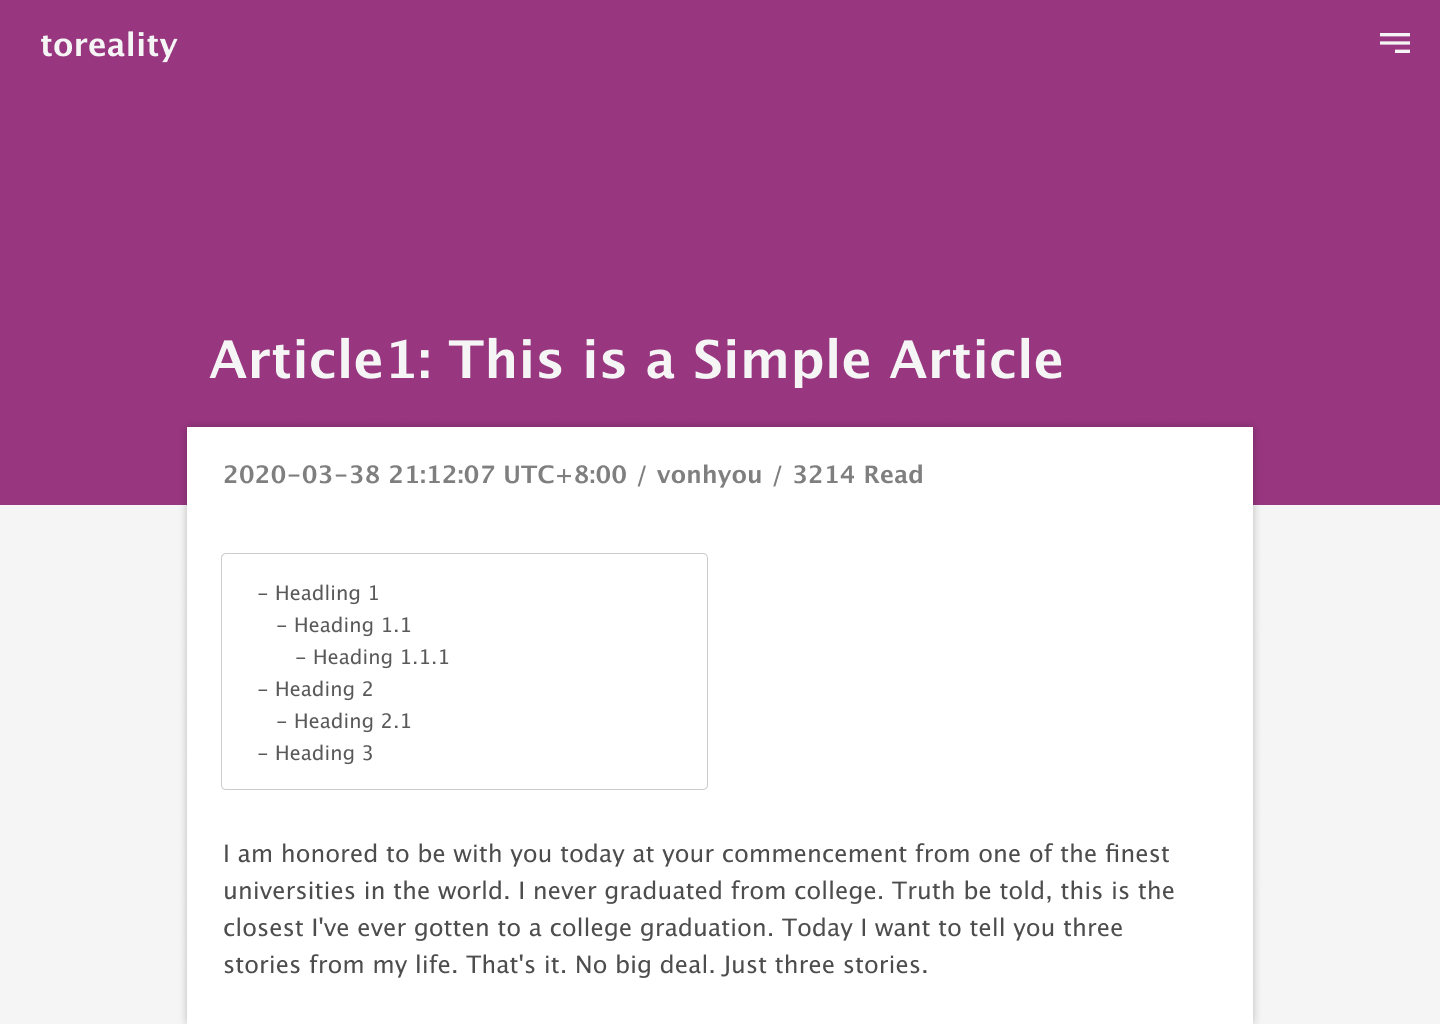 toreality
Article1: This is a Simple Article
2020-03-38 21:12:07 UTC+8:00 / vonhyou / 3214 Read
- Headling 1
- Heading 1.1
- Heading 1.1.1
- Heading 2
- Heading 2.1
- Heading 3
I am honored to be with you today at your commencement from one of the finest
universities in the world. I never graduated from college. Truth be told, this is the
closest I've ever gotten to a college graduation. Today I want to tell you three
stories from my life. That's it. No big deal. Just three stories.